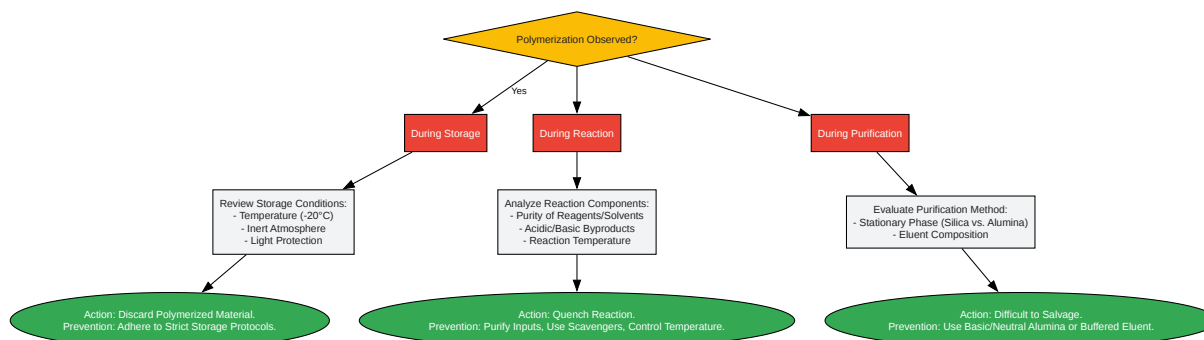 Polymerization Observed?
Yes
During Storage
During Reaction
During Purification
Review Storage Conditions:
- Temperature (-20°C)
- Inert Atmosphere
- Light Protection
Analyze Reaction Components:
- Purity of Reagents/Solvents
- Acidic/Basic Byproducts
- Reaction Temperature
Evaluate Purification Method:
- Stationary Phase (Silica vs. Alumina)
- Eluent Composition
Action: Discard Polymerized Material.
Prevention: Adhere to Strict Storage Protocols.
Action: Quench Reaction.
Prevention: Purify Inputs, Use Scavengers, Control Temperature.
Action: Difficult to Salvage.
Prevention: Use Basic/Neutral Alumina or Buffered Eluent.